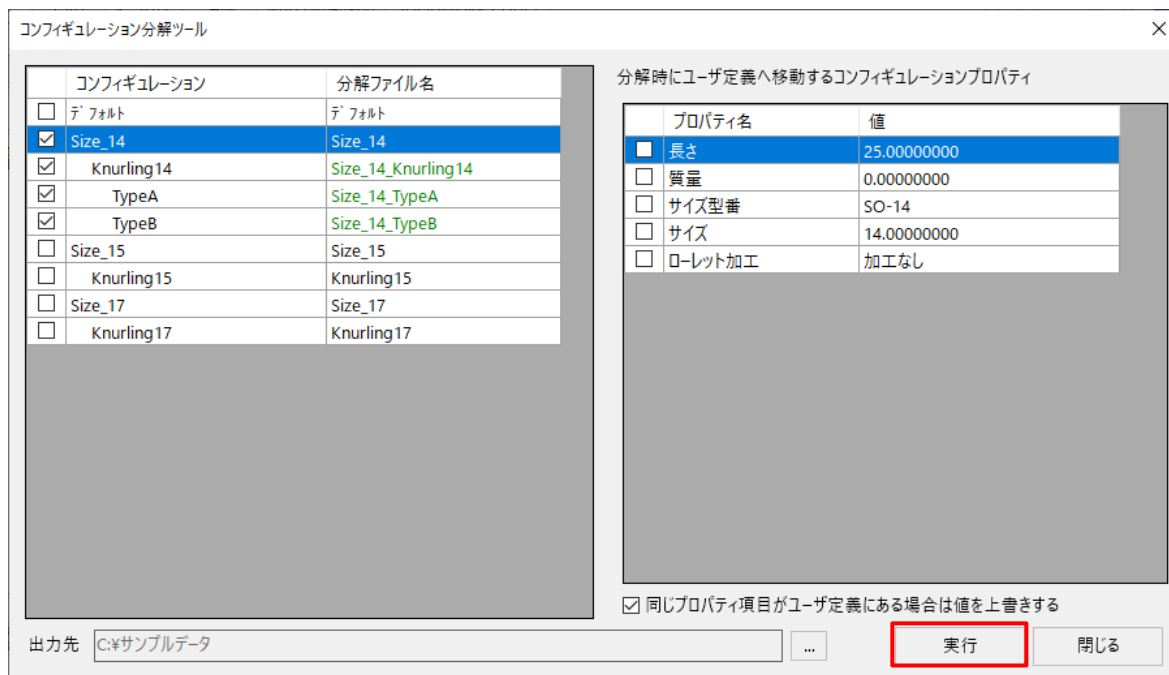 コンフィギュレーション分解ツール
コンフィギュレーション 分解ファイル名
ﾃﾞﾌｫﾙﾄ ﾃﾞﾌｫﾙﾄ
Size_14 Size_14
Knurling14 Size_14_Knurling14
TypeA Size_14_TypeA
TypeB Size_14_TypeB
Size_15 Size_15
Knurling15 Knurling15
Size_17 Size_17
Knurling17 Knurling17
分解時にユーザ定義へ移動するコンフィギュレーションプロパティ
プロパティ名 値
長さ 25.00000000
質量 0.00000000
サイズ型番 SO-14
サイズ 14.00000000
ローレット加工 加工なし
同じプロパティ項目がユーザ定義にある場合は値を上書きする
出力先 C:¥サンプルデータ ... 実行 閉じる